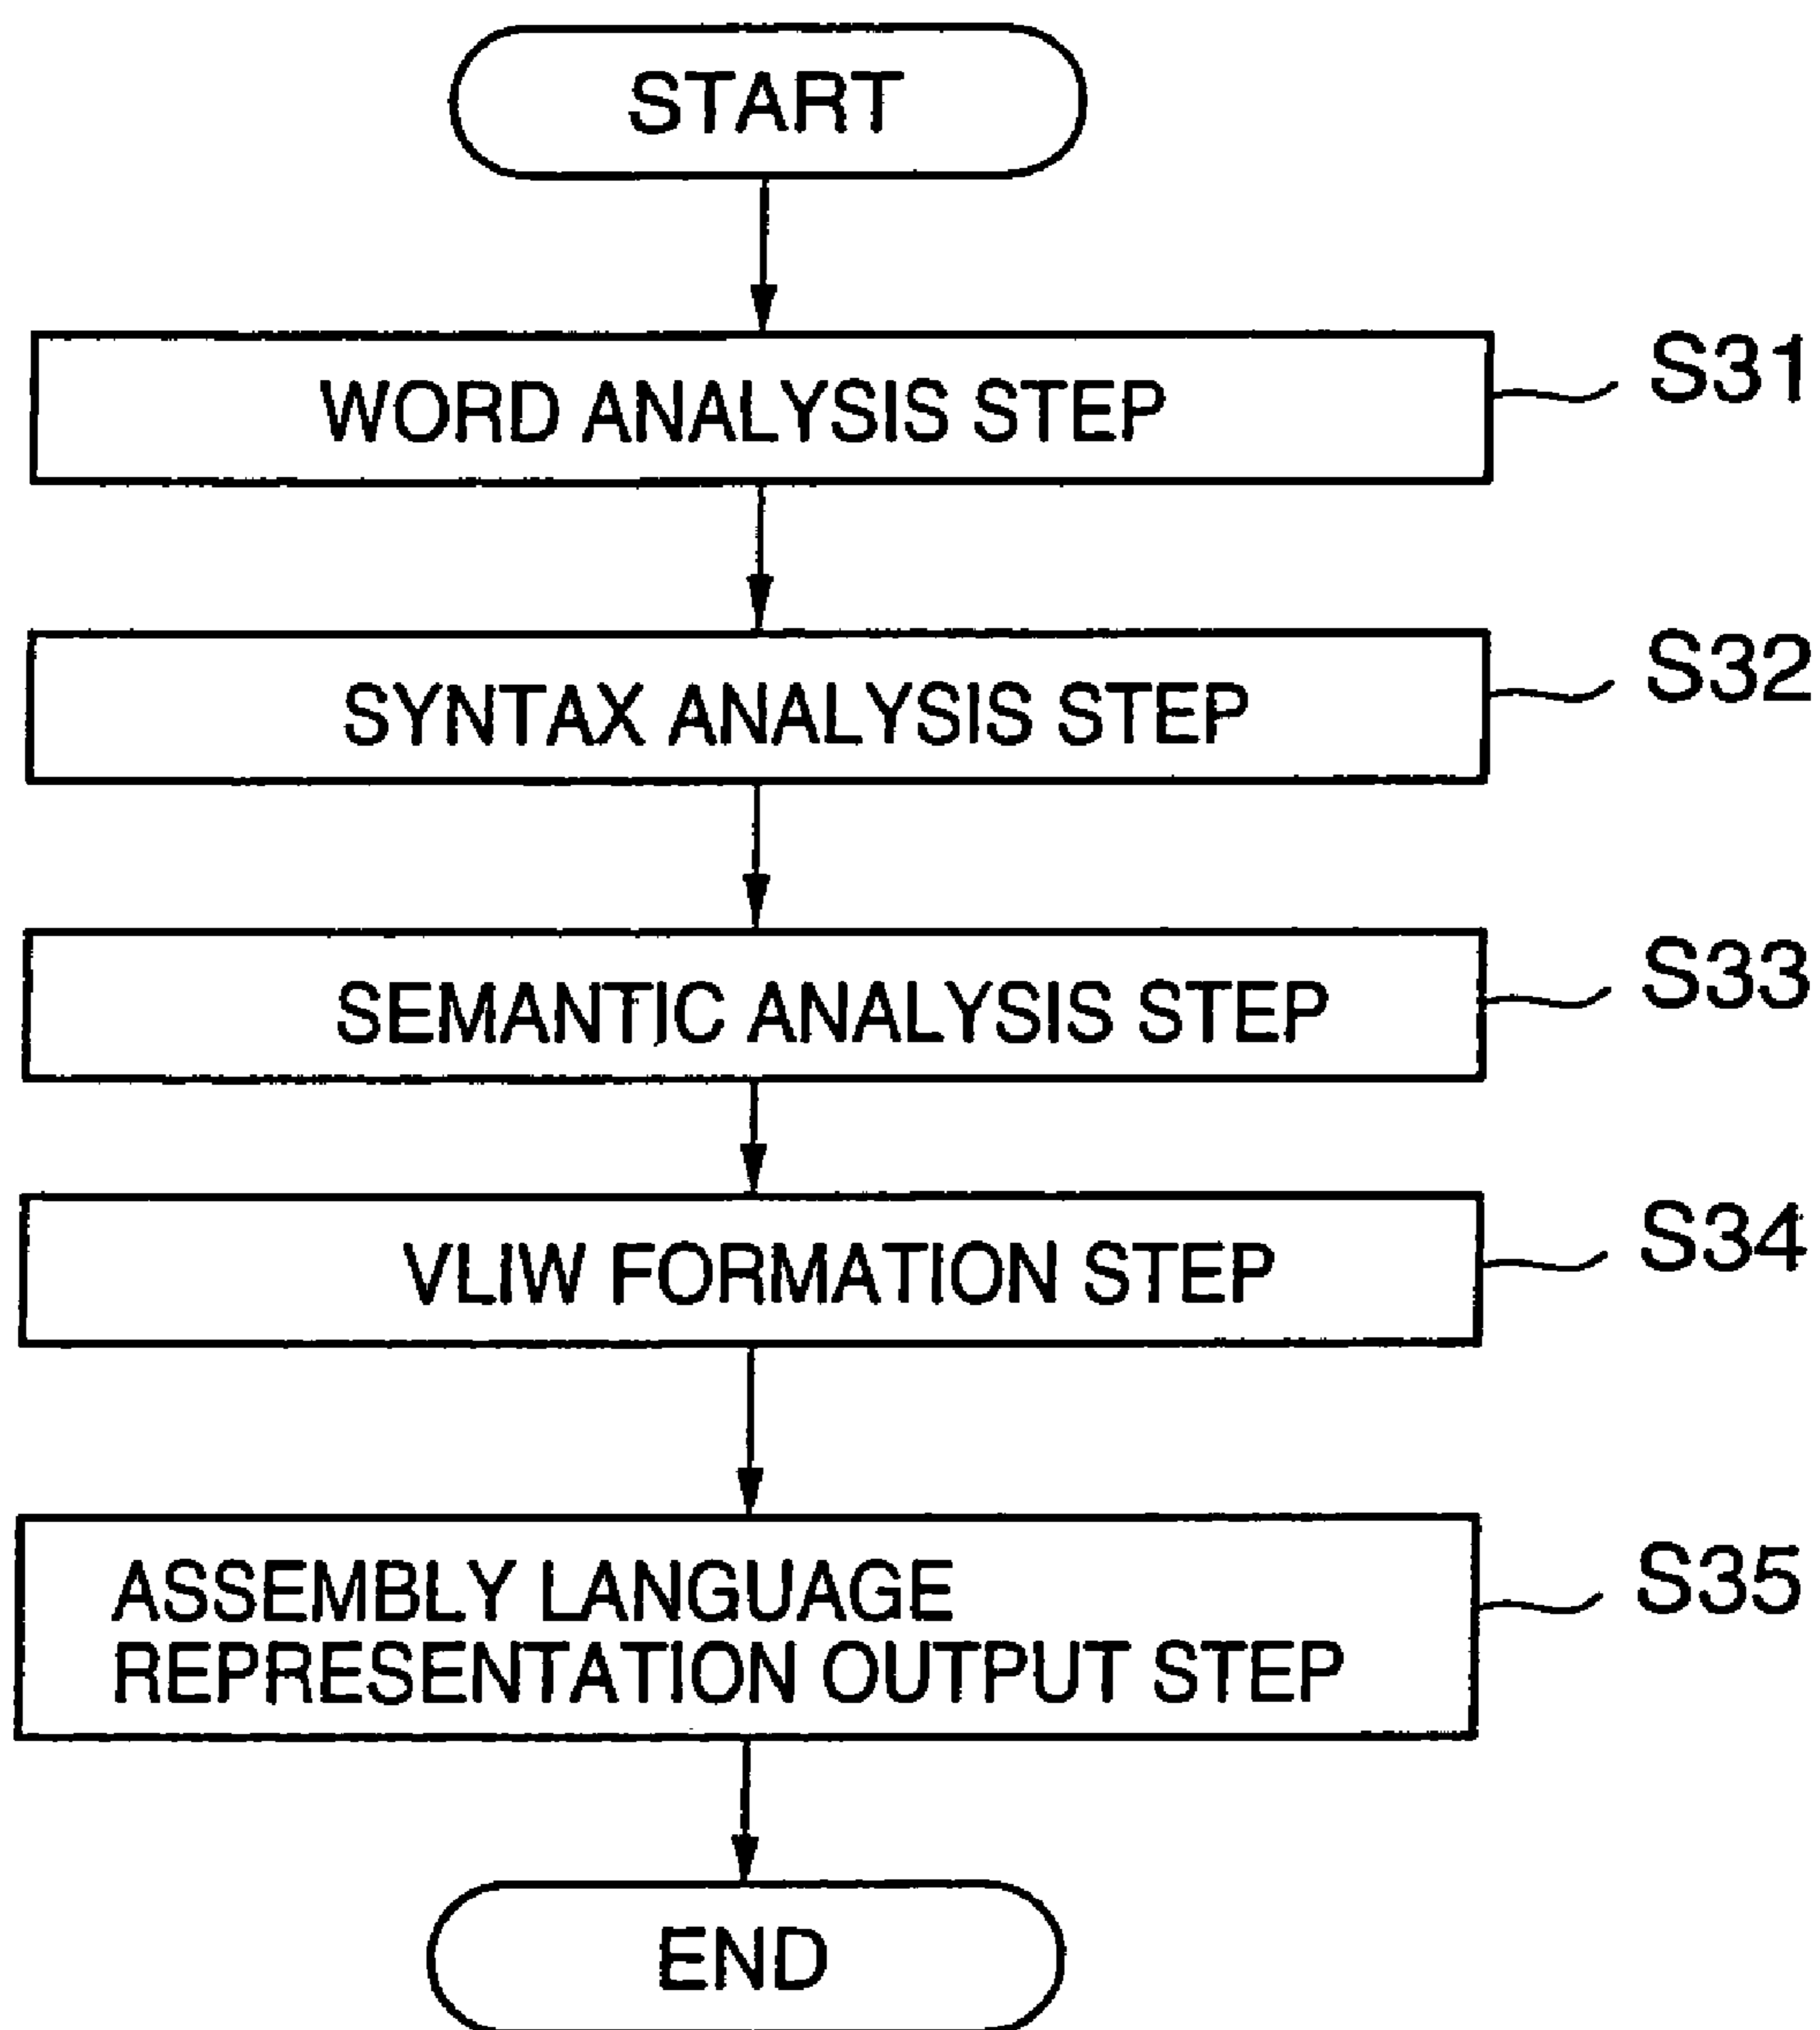 START
WORD ANALYSIS STEP
S31
SYNTAX ANALYSIS STEP
S32
SEMANTIC ANALYSIS STEP
S33
VLIW FORMATION STEP
S34
ASSEMBLY LANGUAGE
REPRESENTATION OUTPUT STEP
S35
END